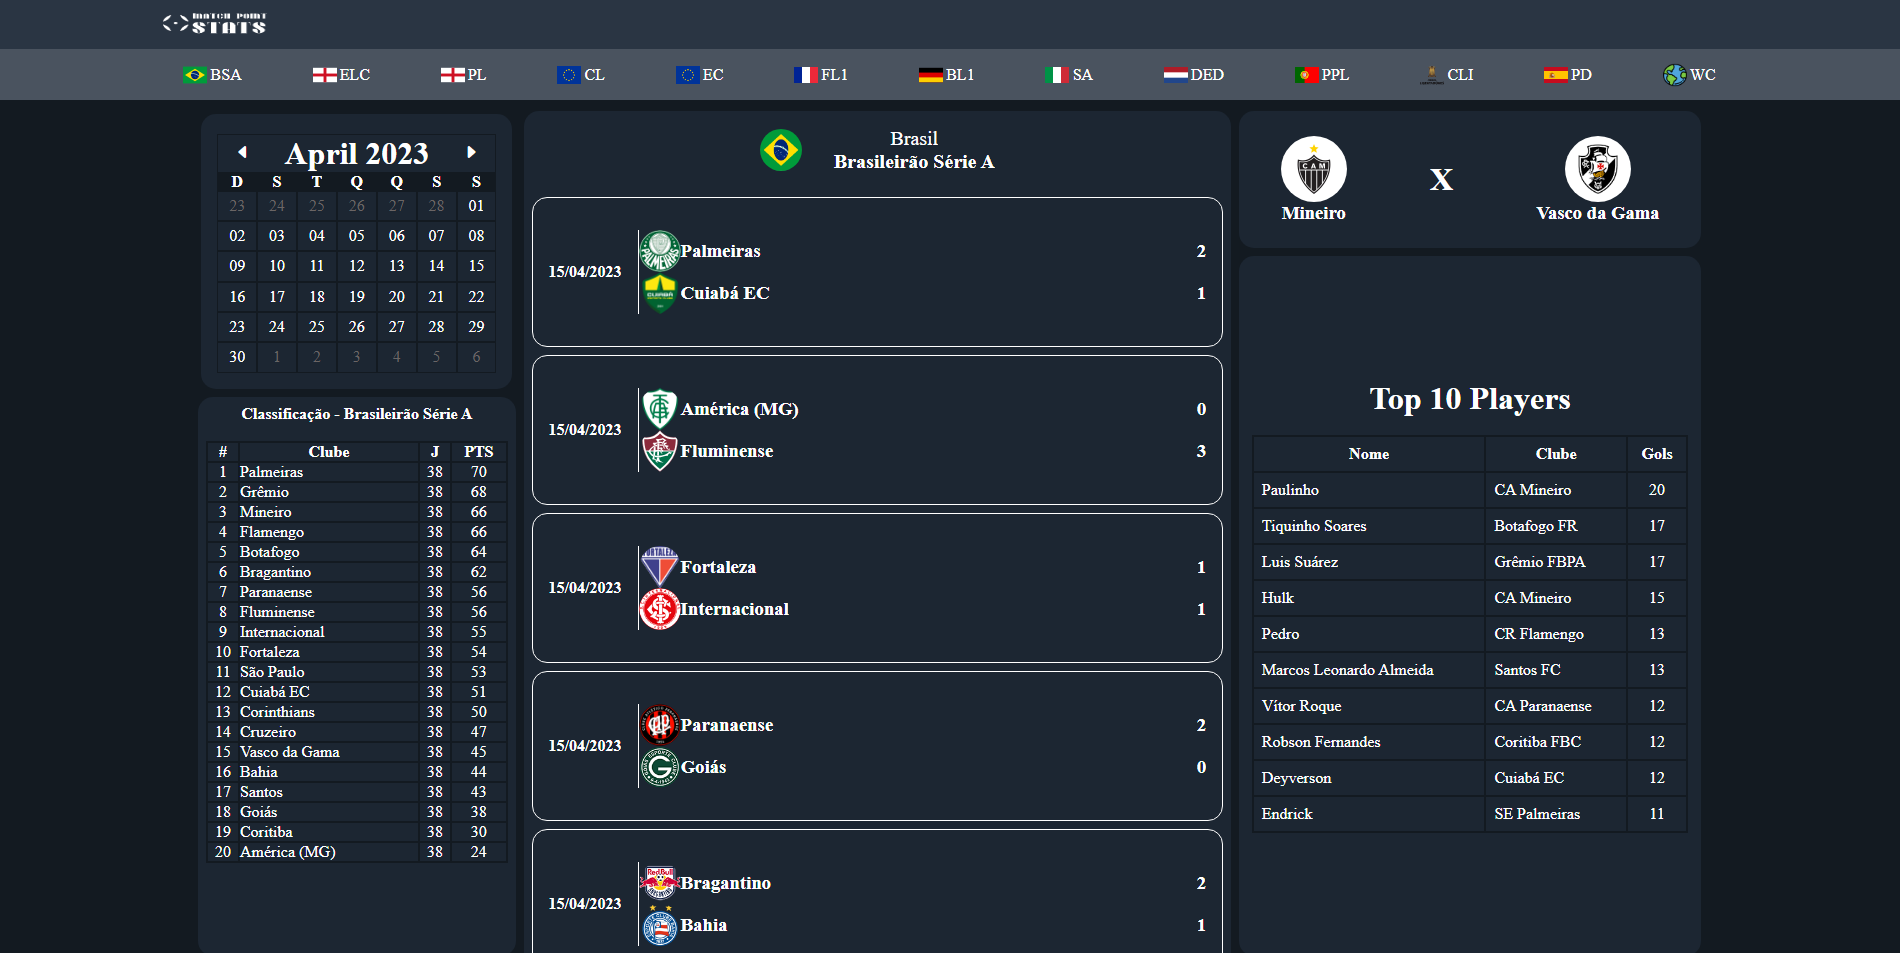 MATCH POINT
STATS
BSA ELC PL CL EC FL1 BL1 SA DED PPL CLI PD WC
April 2023
D S T Q Q S S
23 24 25 26 27 28 01
02 03 04 05 06 07 08
09 10 11 12 13 14 15
16 17 18 19 20 21 22
23 24 25 26 27 28 29
30 1 2 3 4 5 6
Classificação - Brasileirão Série A
# Clube J PTS
1 Palmeiras 38 70
2 Grêmio 38 68
3 Mineiro 38 66
4 Flamengo 38 66
5 Botafogo 38 64
6 Bragantino 38 62
7 Paranaense 38 56
8 Fluminense 38 56
9 Internacional 38 55
10 Fortaleza 38 54
11 São Paulo 38 53
12 Cuiabá EC 38 51
13 Corinthians 38 50
14 Cruzeiro 38 47
15 Vasco da Gama 38 45
16 Bahia 38 44
17 Santos 38 43
18 Goiás 38 38
19 Coritiba 38 30
20 América (MG) 38 24
Brasil
Brasileirão Série A
15/04/2023
Palmeiras 2
Cuiabá EC 1
15/04/2023
América (MG) 0
Fluminense 3
15/04/2023
Fortaleza 1
Internacional 1
15/04/2023
Paranaense 2
Goiás 0
15/04/2023
Bragantino 2
Bahia 1
CAM
Mineiro
X
Vasco da Gama
Top 10 Players
Nome Clube Gols
Paulinho CA Mineiro 20
Tiquinho Soares Botafogo FR 17
Luis Suárez Grêmio FBPA 17
Hulk CA Mineiro 15
Pedro CR Flamengo 13
Marcos Leonardo Almeida Santos FC 13
Vítor Roque CA Paranaense 12
Robson Fernandes Coritiba FBC 12
Deyverson Cuiabá EC 12
Endrick SE Palmeiras 11